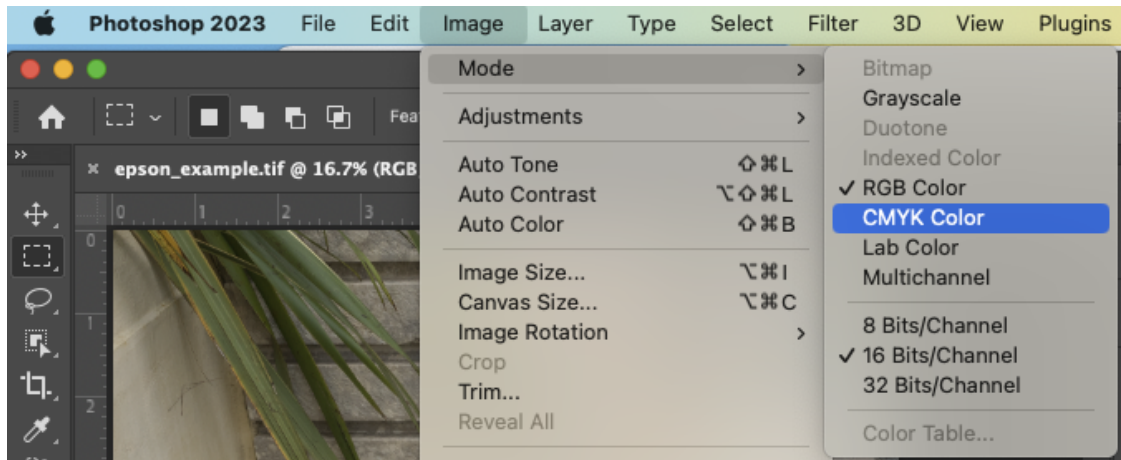 Photoshop 2023 File Edit Image Layer Type Select Filter 3D View Plugins
Fea
epson_example.tif @ 16.7% (RGB
0 1 2 3
0
1
2
Mode
Adjustments
Auto Tone ⇧⌘L
Auto Contrast ⌥⇧⌘L
Auto Color ⇧⌘B
Image Size... ⌥⌘I
Canvas Size... ⌥⌘C
Image Rotation
Crop
Trim...
Reveal All
Bitmap
Grayscale
Duotone
Indexed Color
✓ RGB Color
CMYK Color
Lab Color
Multichannel
8 Bits/Channel
✓ 16 Bits/Channel
32 Bits/Channel
Color Table...